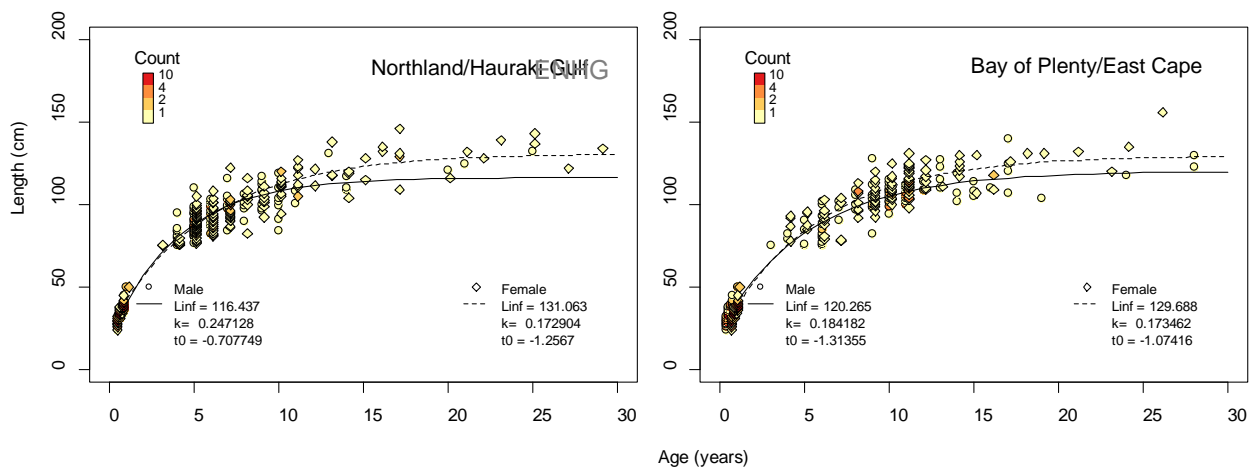 Length (cm)
200
150
100
50
0
Count
10
4
2
1
Northland/Hauraki Gulf
ENHG
Male
Linf = 116.437
k= 0.247128
t0 = -0.707749
Female
Linf = 131.063
k= 0.172904
t0 = -1.2567
0 5 10 15 20 25 30
200
150
100
50
0
Count
10
4
2
1
Bay of Plenty/East Cape
Male
Linf = 120.265
k= 0.184182
t0 = -1.31355
Female
Linf = 129.688
k= 0.173462
t0 = -1.07416
0 5 10 15 20 25 30
Age (years)